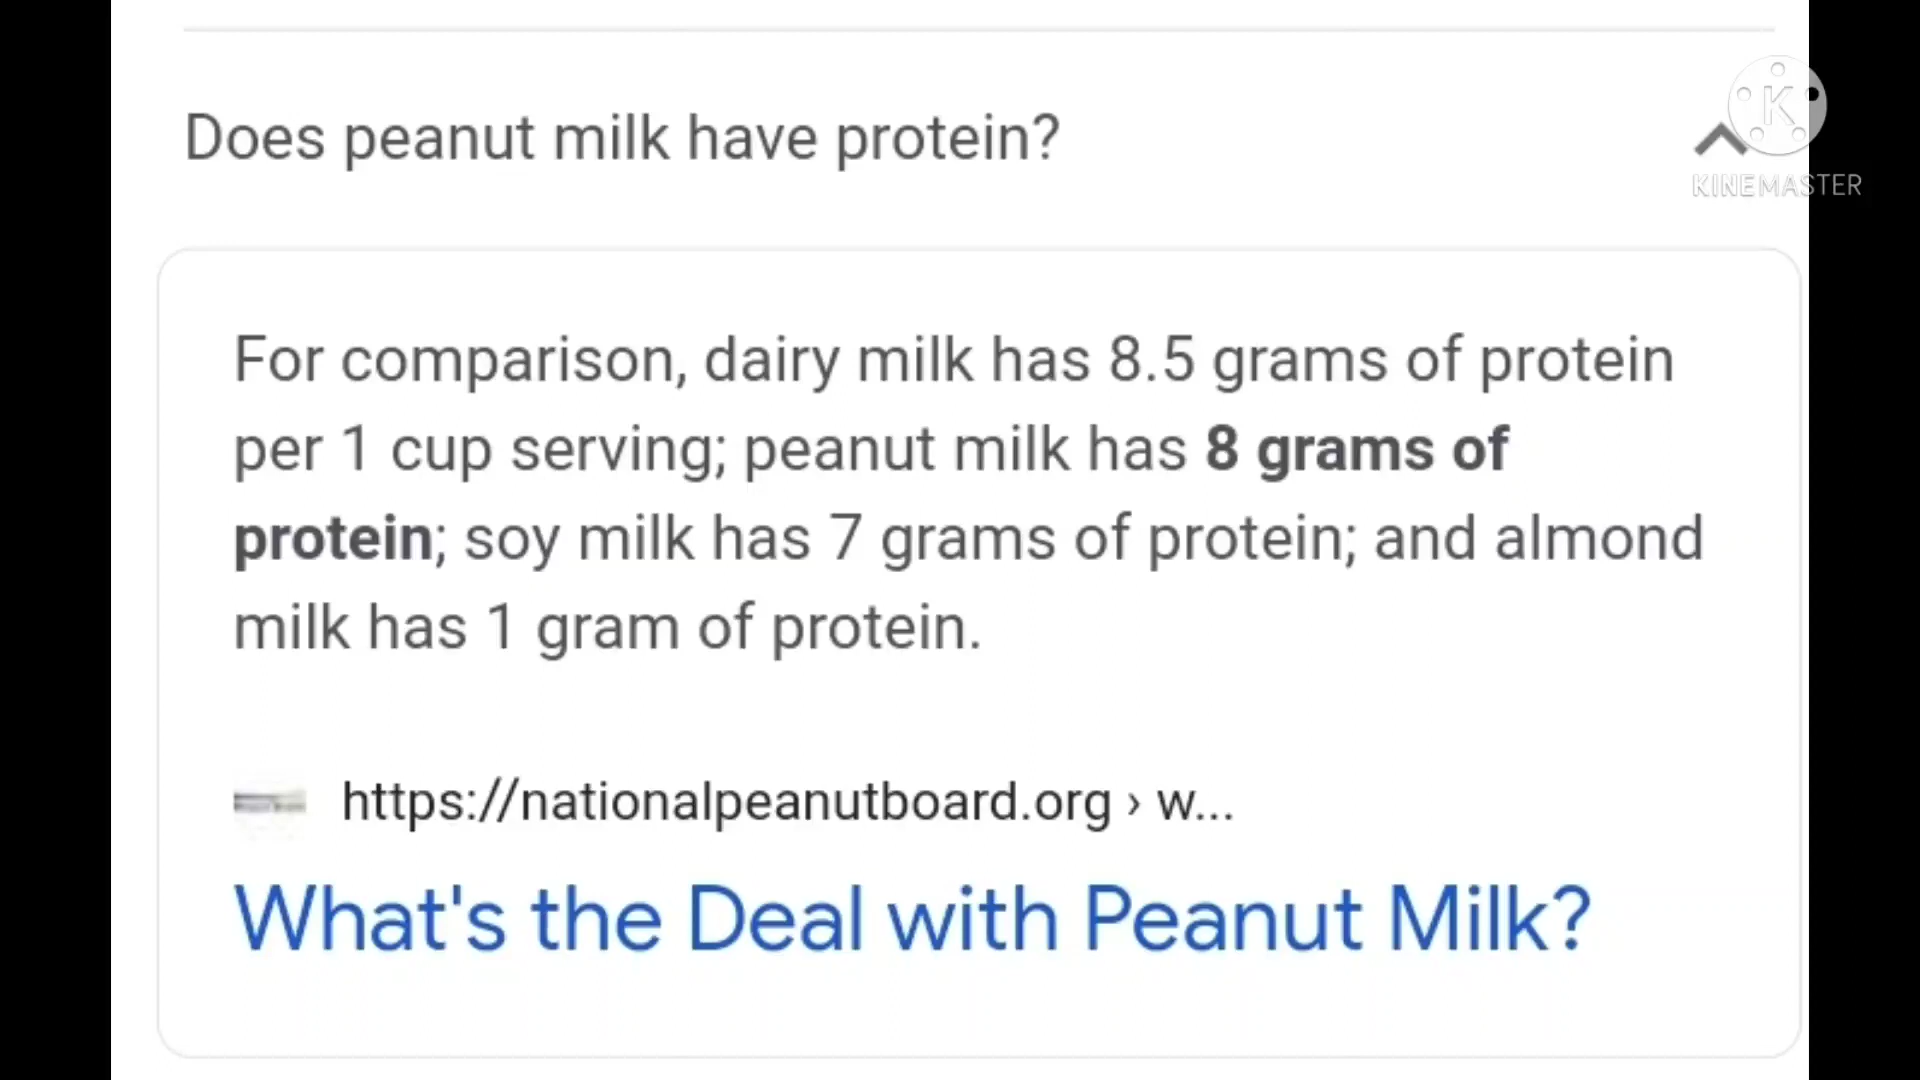 Does peanut milk have protein?
K
KINEMASTER
For comparison, dairy milk has 8.5 grams of protein
per 1 cup serving; peanut milk has 8 grams of
protein; soy milk has 7 grams of protein; and almond
milk has 1 gram of protein.
https://nationalpeanutboard.org › w...
What's the Deal with Peanut Milk?